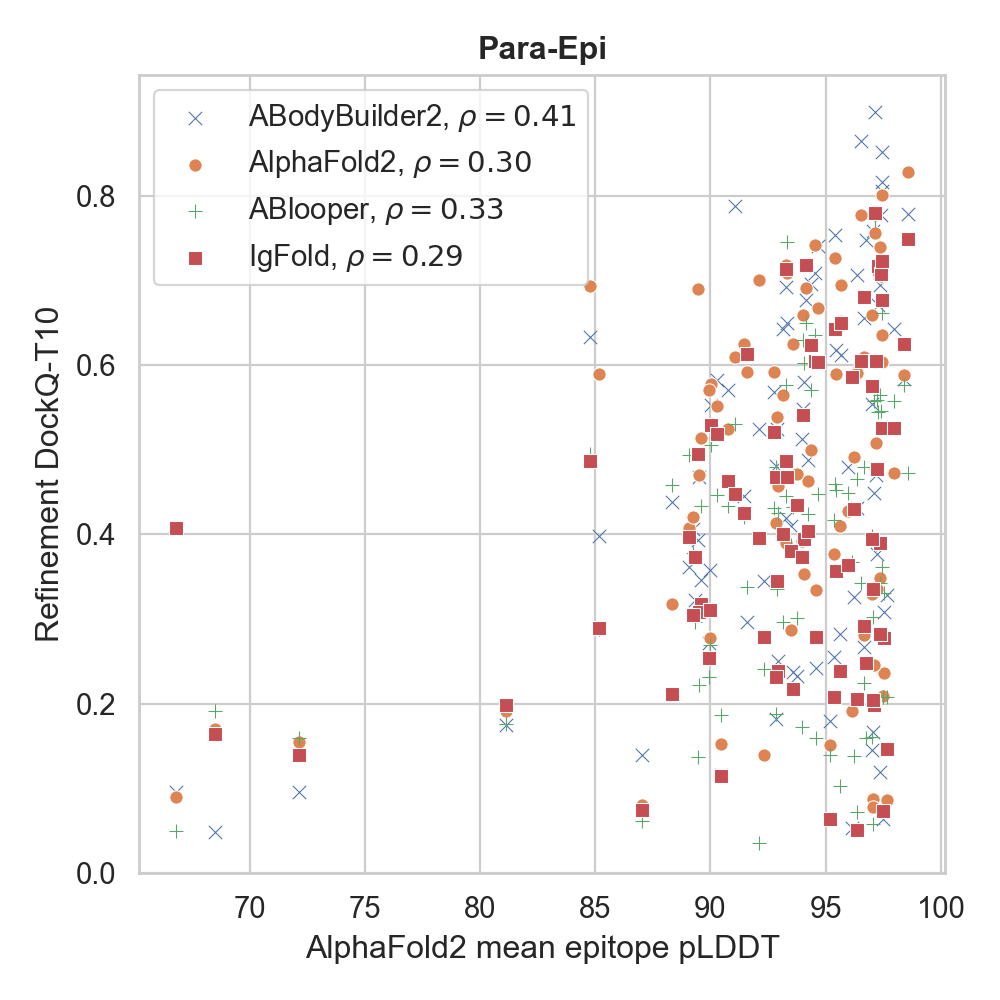 Para-Epi
ABodyBuilder2, ρ = 0.41
AlphaFold2, ρ = 0.30
ABlooper, ρ = 0.33
IgFold, ρ = 0.29
Refinement DockQ-T10
0.8
0.6
0.4
0.2
0.0
70 75 80 85 90 95 100
AlphaFold2 mean epitope pLDDT